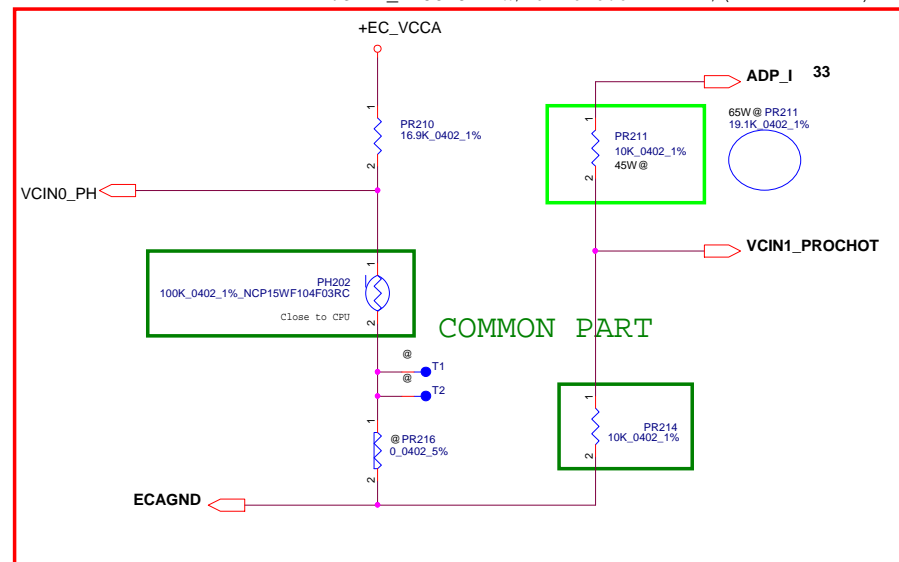 +EC_VCCA
ADP_I 33
1
PR210
16.9K_0402_1%
2
1
PR211
10K_0402_1%
45W@
2
65W@ PR211
19.1K_0402_1%
VCIN0_PH
VCIN1_PROCHOT
1
PH202
100K_0402_1%_NCP15WF104F03RC
Close to CPU
2
COMMON PART
@
T1
@
T2
1
@ PR216
0_0402_5%
2
1
PR214
10K_0402_1%
2
ECAGND